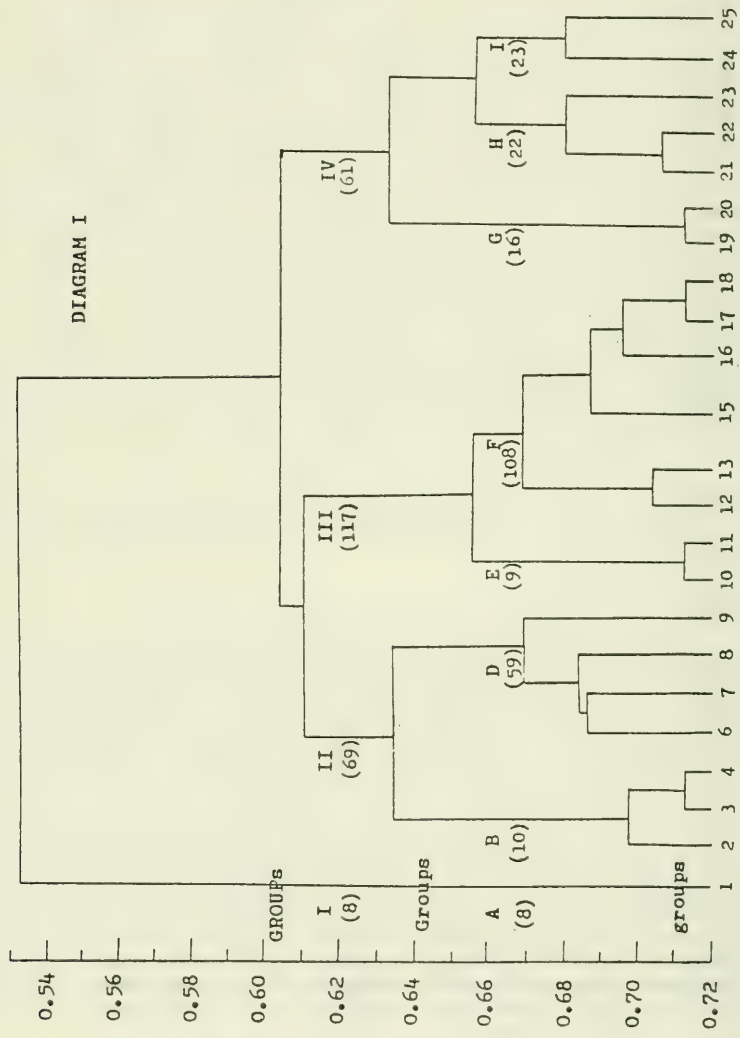 DIAGRAM I
0.54
0.56
0.58
0.60
0.62
0.64
0.66
0.68
0.70
0.72
GROUPS
I
(8)
II
(69)
III
(117)
IV
(61)
Groups
A
(8)
B
(10)
D
(59)
E
(9)
F
(108)
G
(16)
H
(22)
I
(23)
groups
1 2 3 4 6 7 8 9 10 11 12 13 15 16 17 18 19 20 21 22 23 24 25